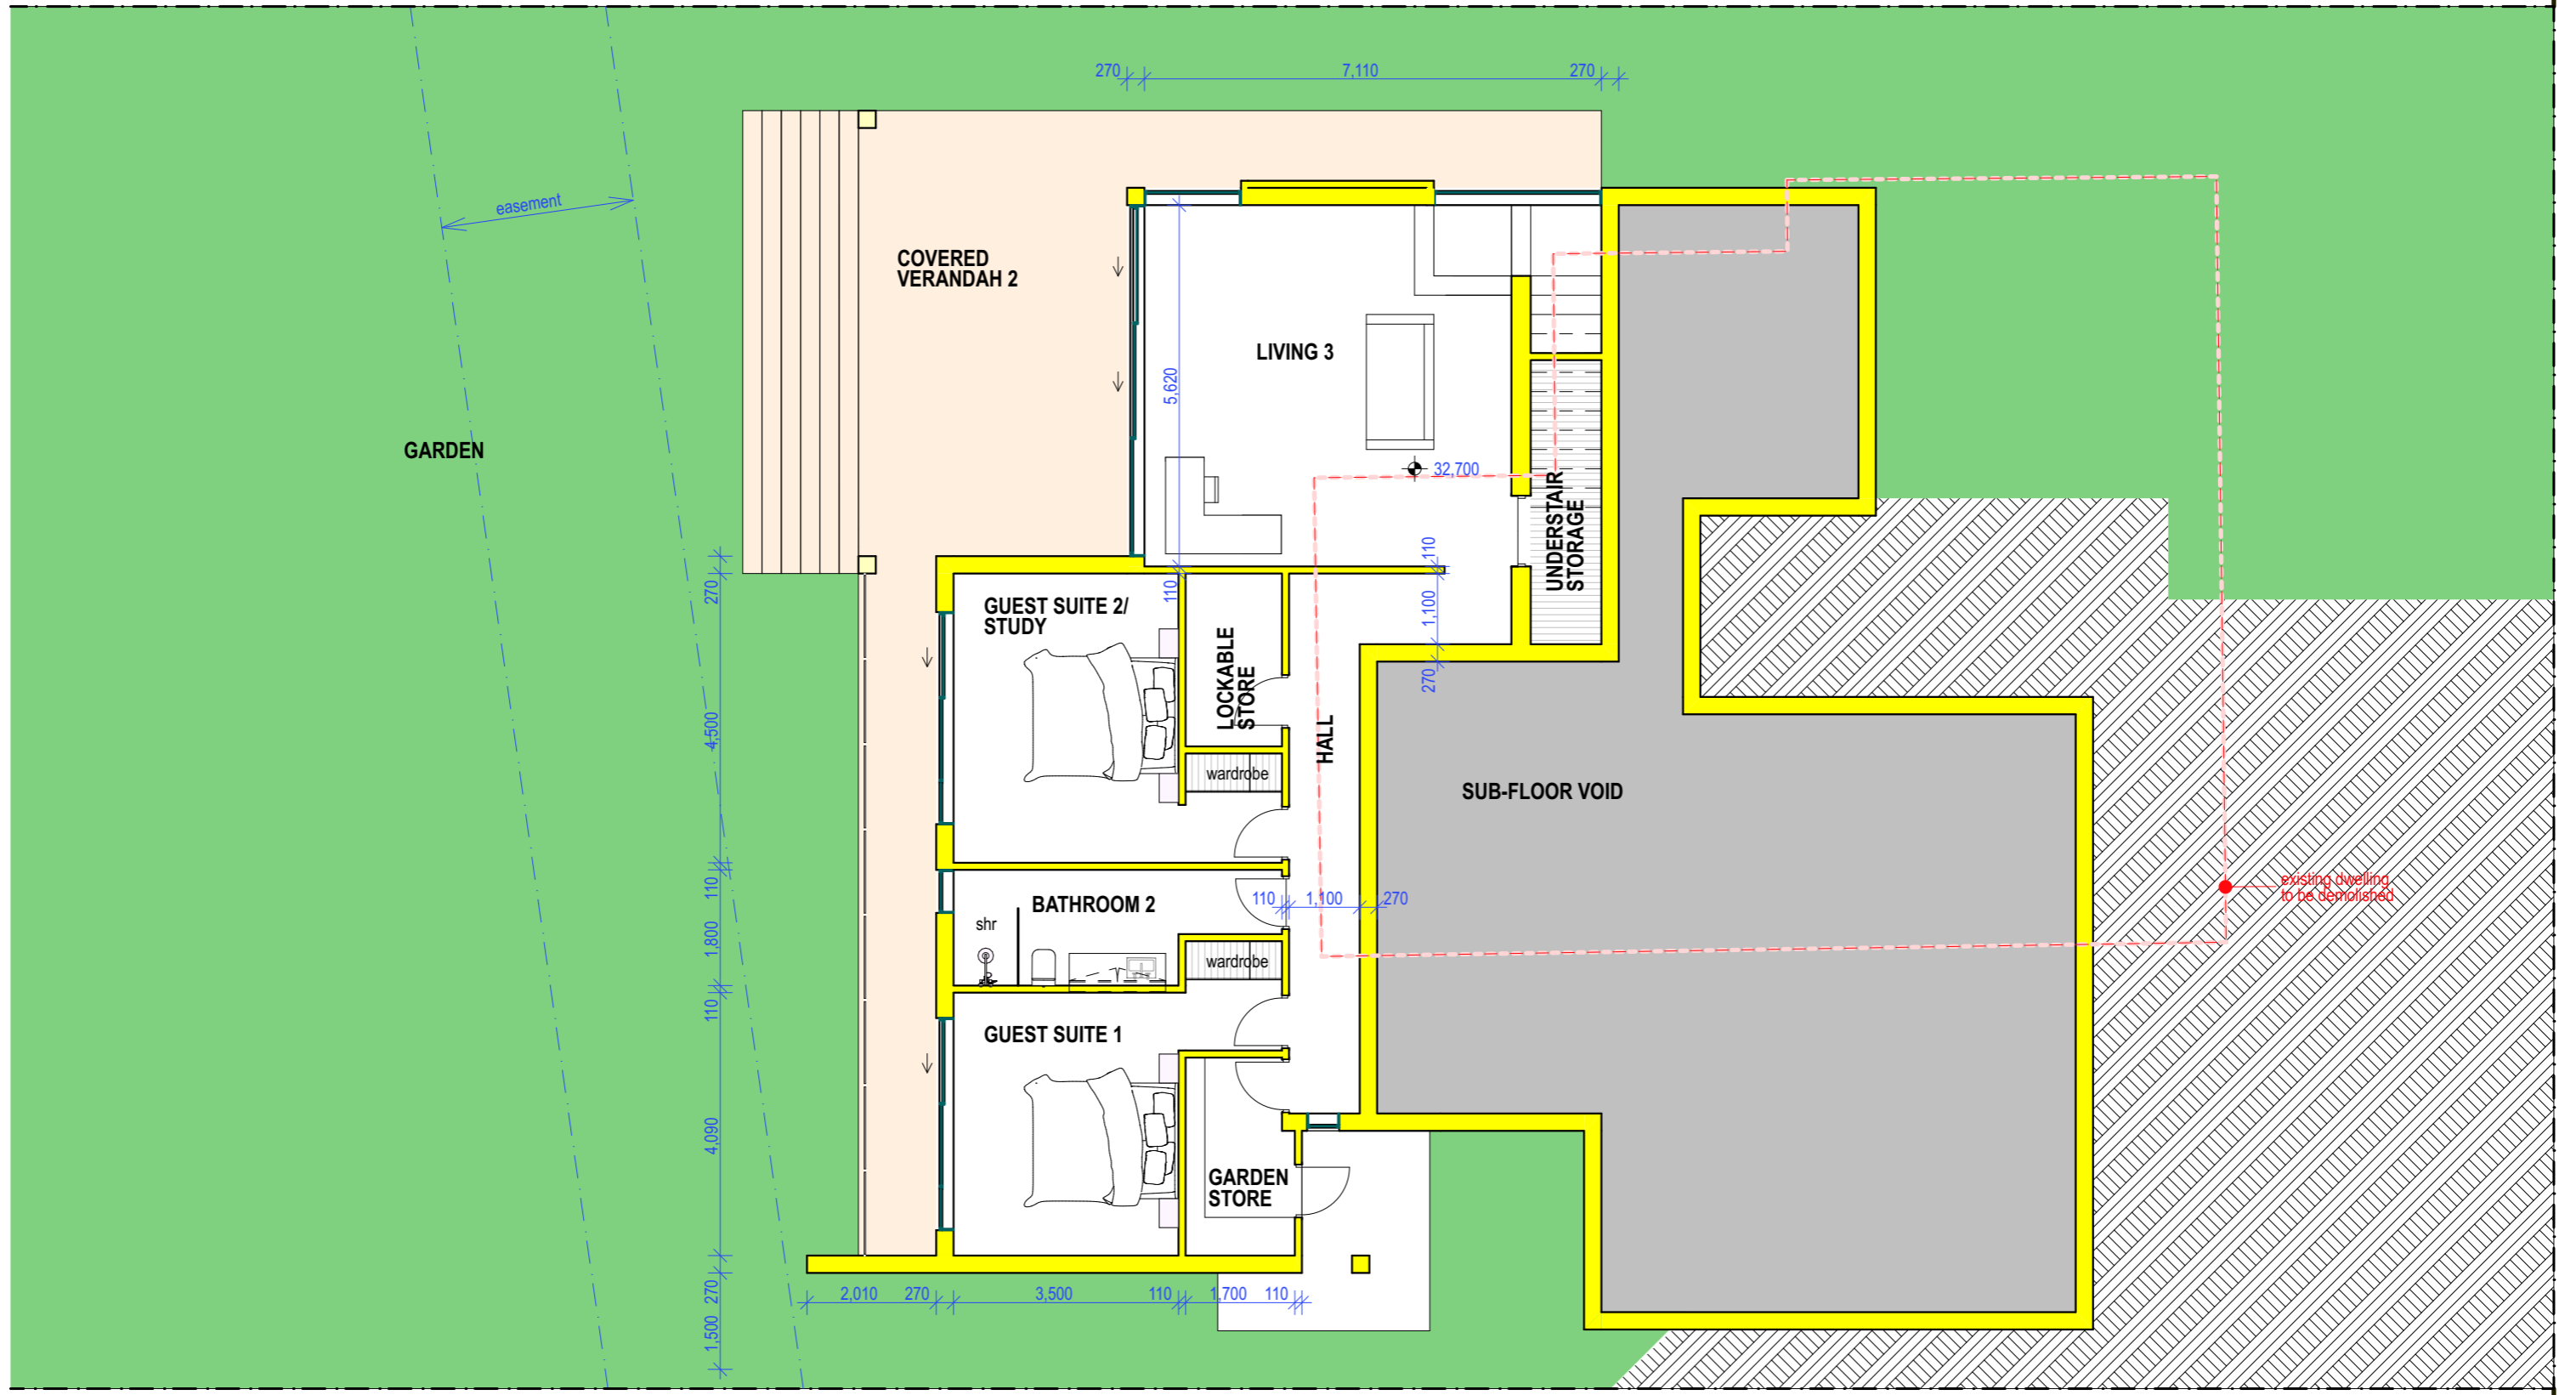 270
7,110
270
easement
COVERED
VERANDAH 2
LIVING 3
5,620
GARDEN
32,700
UNDERSTAIR
STORAGE
110
270
110
1,100
270
GUEST SUITE 2/
STUDY
LOCKABLE
STORE
HALL
4,500
wardrobe
SUB-FLOOR VOID
110
BATHROOM 2
110
1,100
270
existing dwelling
to be demolished
shr
1,800
wardrobe
110
GUEST SUITE 1
4,090
GARDEN
STORE
270
1,500
2,010
270
3,500
110
1,700
110